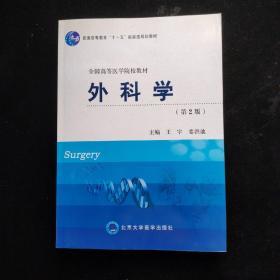 普通高等教育“十一五”国家级规划教材
全国高等医学院校教材
外科学
（第2版）
主编 王宇 姜洪池
Surgery
北京大学医学出版社